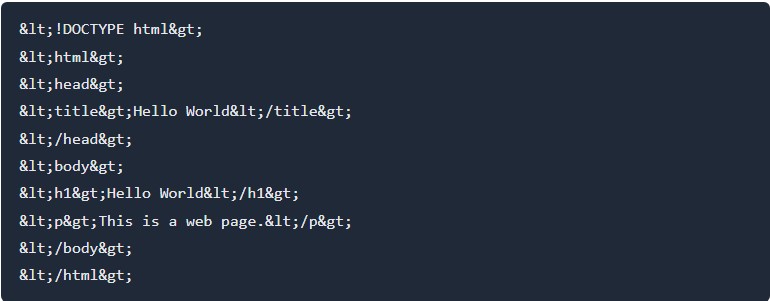 &lt;!DOCTYPE html&gt;
&lt;html&gt;
&lt;head&gt;
&lt;title&gt;Hello World&lt;/title&gt;
&lt;/head&gt;
&lt;body&gt;
&lt;h1&gt;Hello World&lt;/h1&gt;
&lt;p&gt;This is a web page.&lt;/p&gt;
&lt;/body&gt;
&lt;/html&gt;